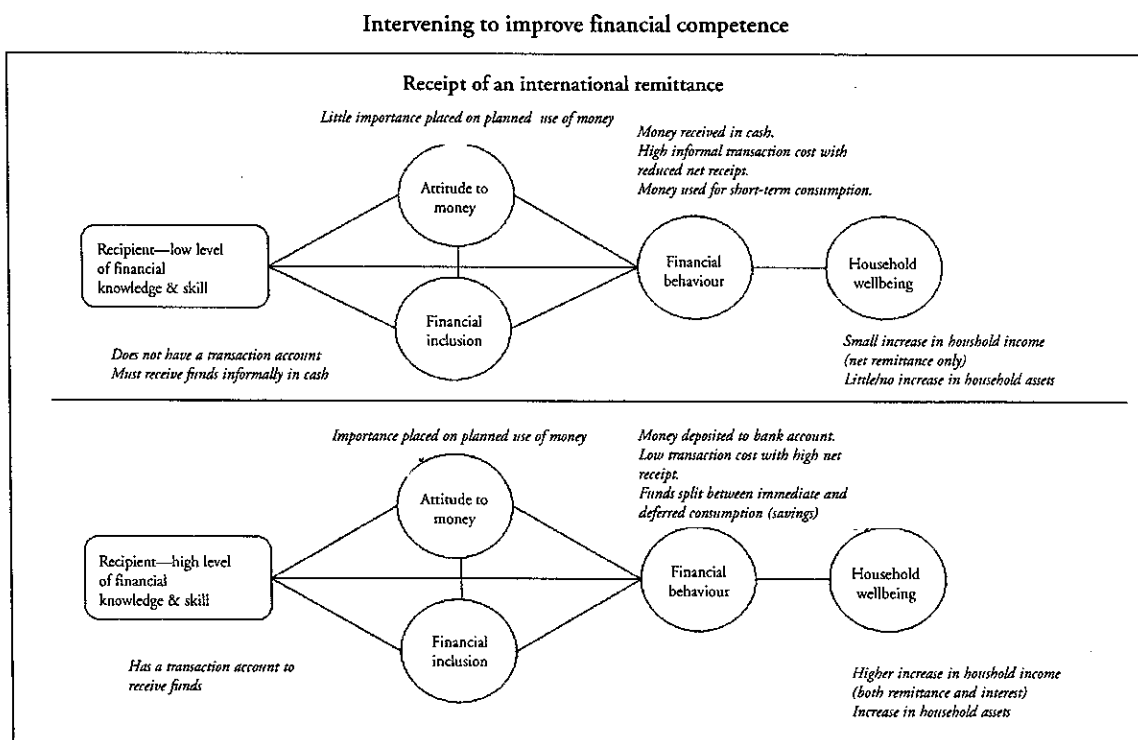 Intervening to improve financial competence
Receipt of an international remittance
Little importance placed on planned use of money
Money received in cash.
High informal transaction cost with
reduced net receipt.
Money used for short-term consumption.
Attitude to
money
Recipient—low level
of financial
knowledge & skill
Financial
behaviour
Household
wellbeing
Financial
inclusion
Does not have a transaction account
Must receive funds informally in cash
Small increase in houshold income
(net remittance only)
Little/no increase in household assets
Importance placed on planned use of money
Money deposited to bank account.
Low transaction cost with high net
receipt.
Funds split between immediate and
deferred consumption (savings)
Attitude to
money
Recipient—high level
of financial
knowledge & skill
Financial
behaviour
Household
wellbeing
Financial
inclusion
Has a transaction account to
receive funds
Higher increase in houshold income
(both remittance and interest)
Increase in household assets